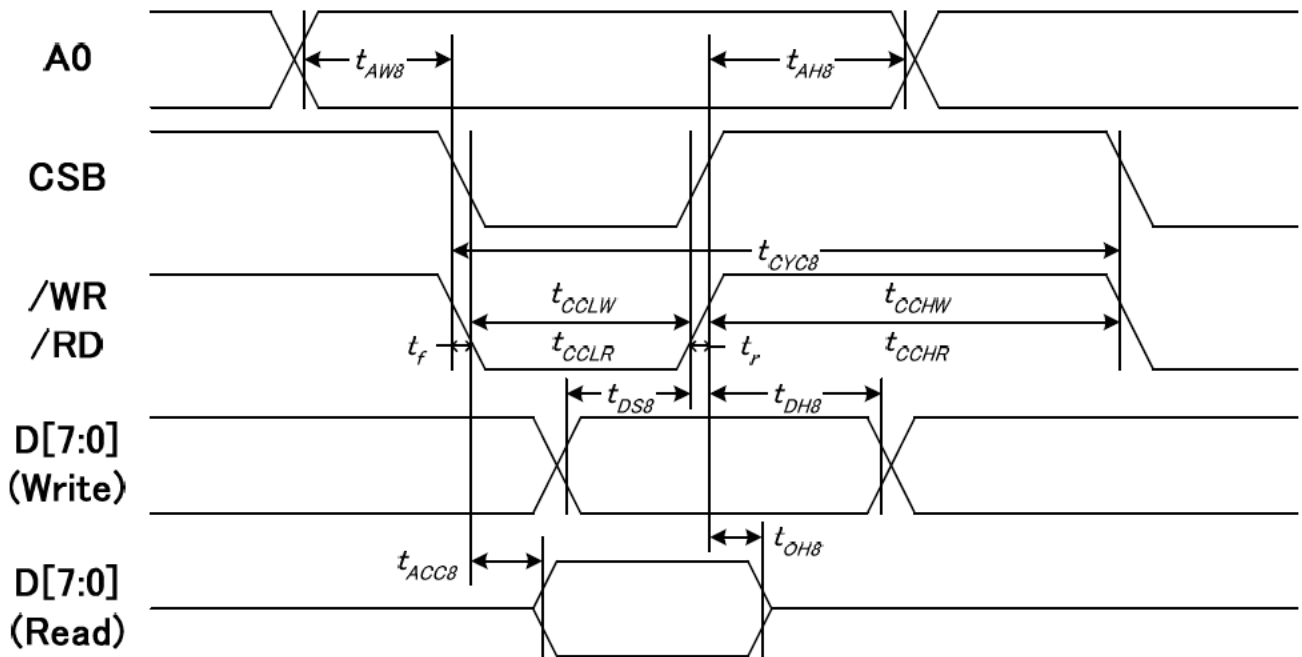 A0
tAW8
tAH8
CSB
tCYC8
/WR
/RD
tCCLW
tCCHW
tf
tCCLR
tr
tCCHR
tDS8
tDH8
D[7:0]
(Write)
tACC8
tOH8
D[7:0]
(Read)